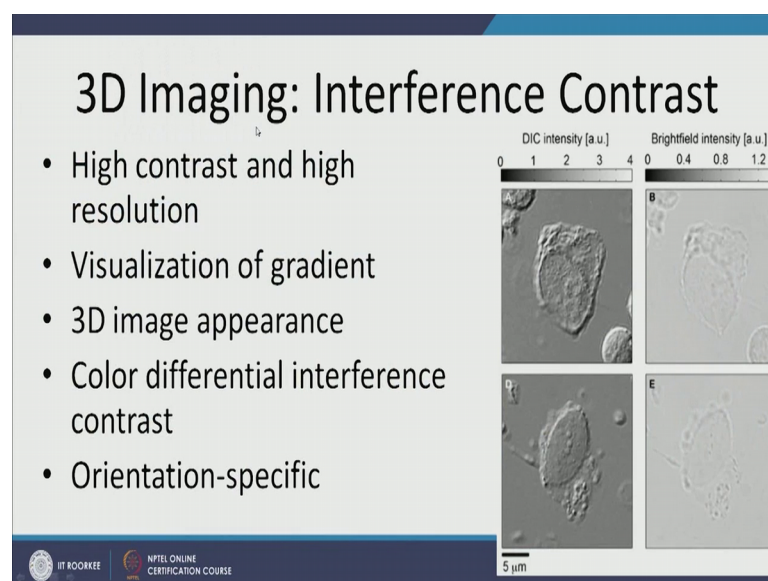 3D Imaging: Interference Contrast
• High contrast and high
resolution
• Visualization of gradient
• 3D image appearance
• Color differential interference
contrast
• Orientation-specific
DIC intensity [a.u.]
0 1 2 3 4
Brightfield intensity [a.u.]
0 0.4 0.8 1.2
A
B
D
E
5 µm
IIT ROORKEE
NPTEL ONLINE
CERTIFICATION COURSE